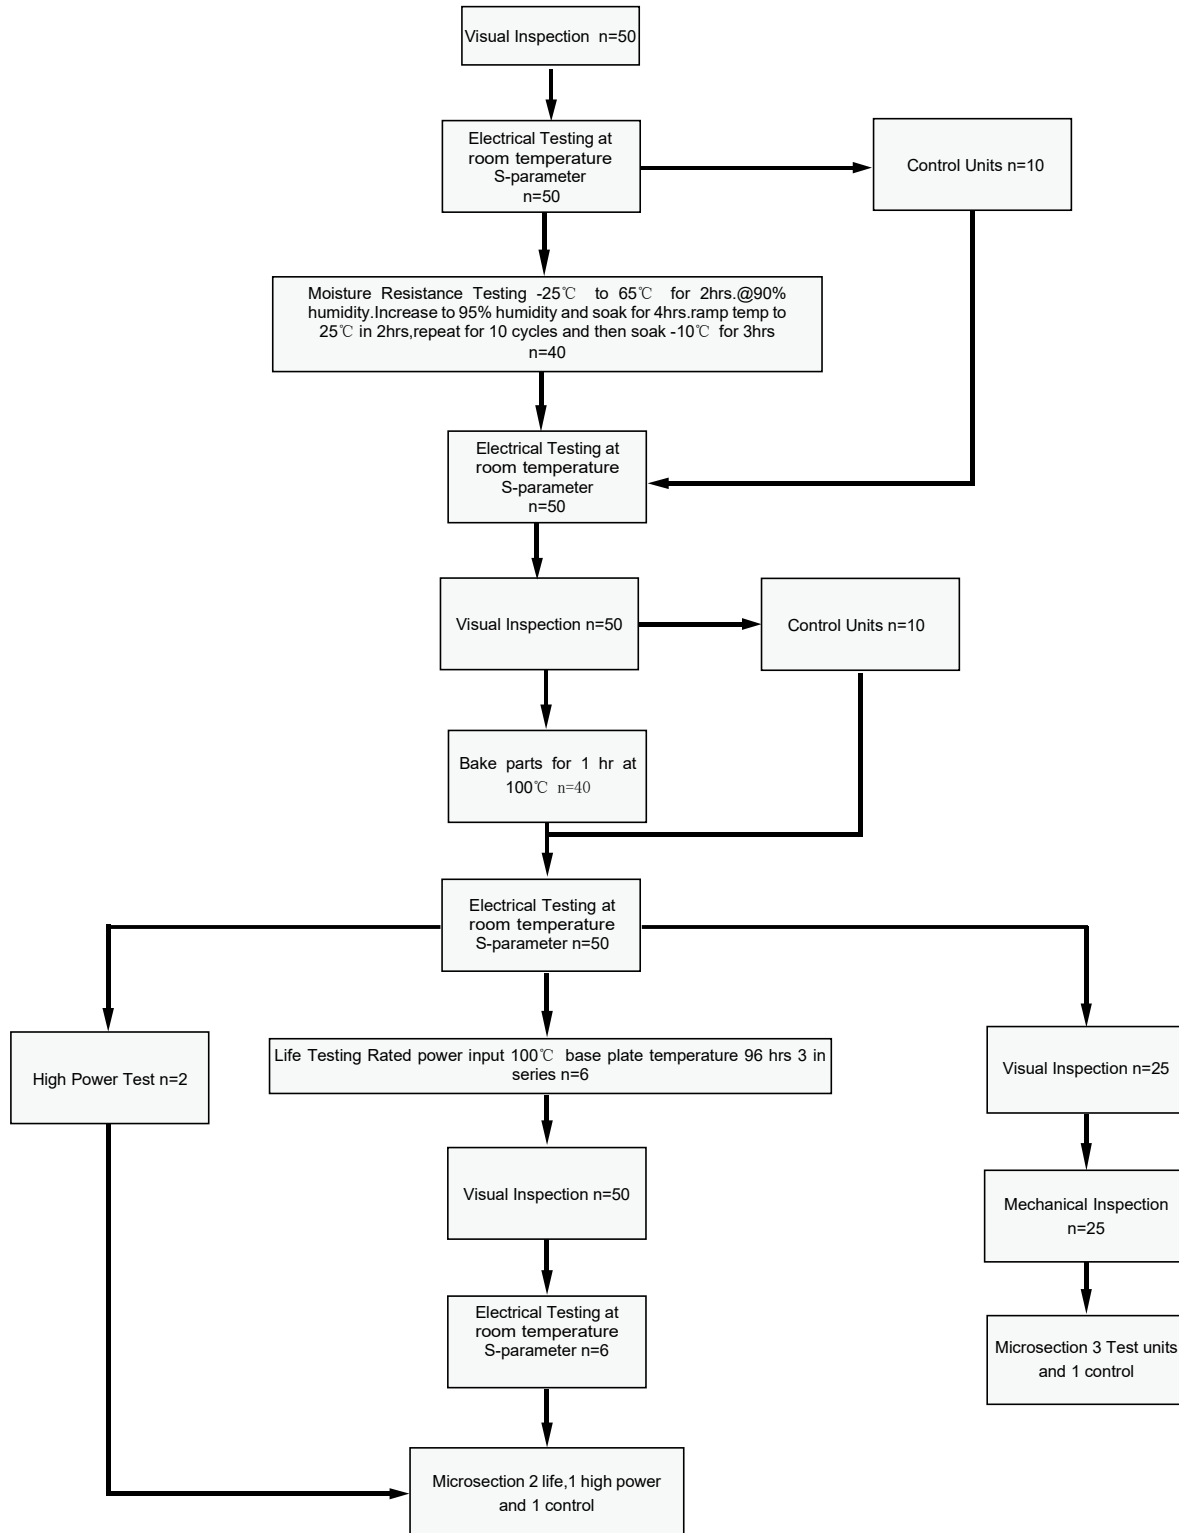 Visual Inspection n=50
Electrical Testing at
room temperature
S-parameter
n=50
Control Units n=10
Moisture Resistance Testing -25℃ to 65℃ for 2hrs.@90%
humidity.Increase to 95% humidity and soak for 4hrs.ramp temp to
25℃ in 2hrs,repeat for 10 cycles and then soak -10℃ for 3hrs
n=40
Electrical Testing at
room temperature
S-parameter
n=50
Visual Inspection n=50
Control Units n=10
Bake parts for 1 hr at
100℃ n=40
Electrical Testing at
room temperature
S-parameter n=50
High Power Test n=2
Life Testing Rated power input 100℃ base plate temperature 96 hrs 3 in
series n=6
Visual Inspection n=25
Visual Inspection n=50
Mechanical Inspection
n=25
Electrical Testing at
room temperature
S-parameter n=6
Microsection 3 Test units
and 1 control
Microsection 2 life,1 high power
and 1 control